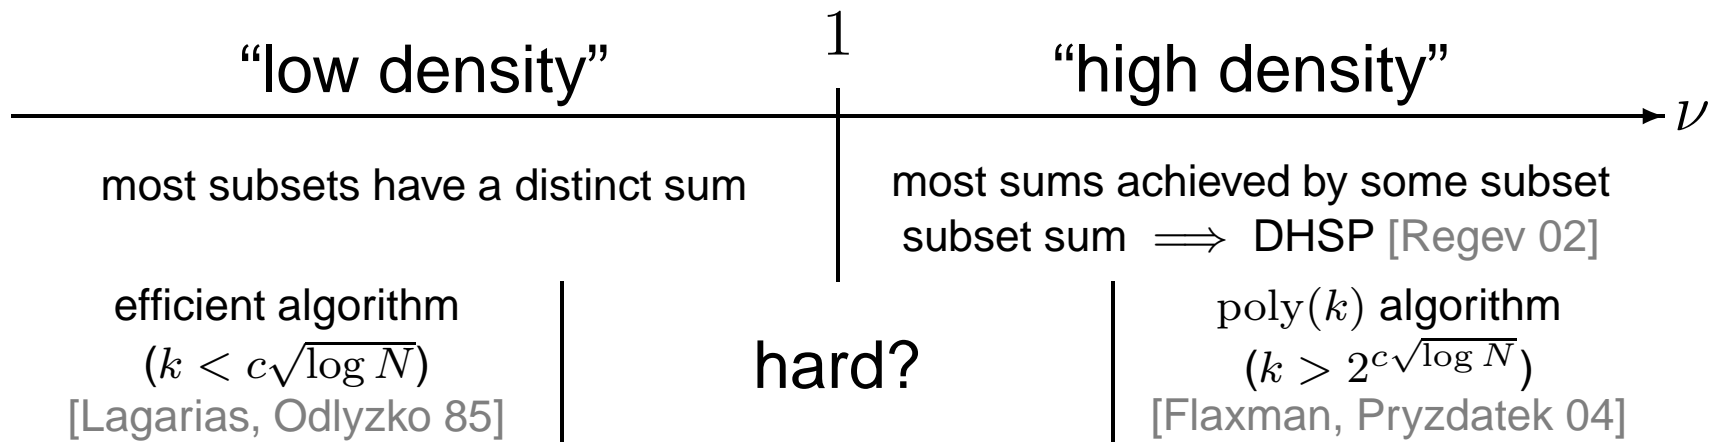 “low density”
1
“high density”
ν
most subsets have a distinct sum
most sums achieved by some subset
subset sum ⟹ DHSP [Regev 02]
efficient algorithm
(k < c√log N)
[Lagarias, Odlyzko 85]
hard?
poly(k) algorithm
(k > 2^{c√log N})
[Flaxman, Pryzdatek 04]